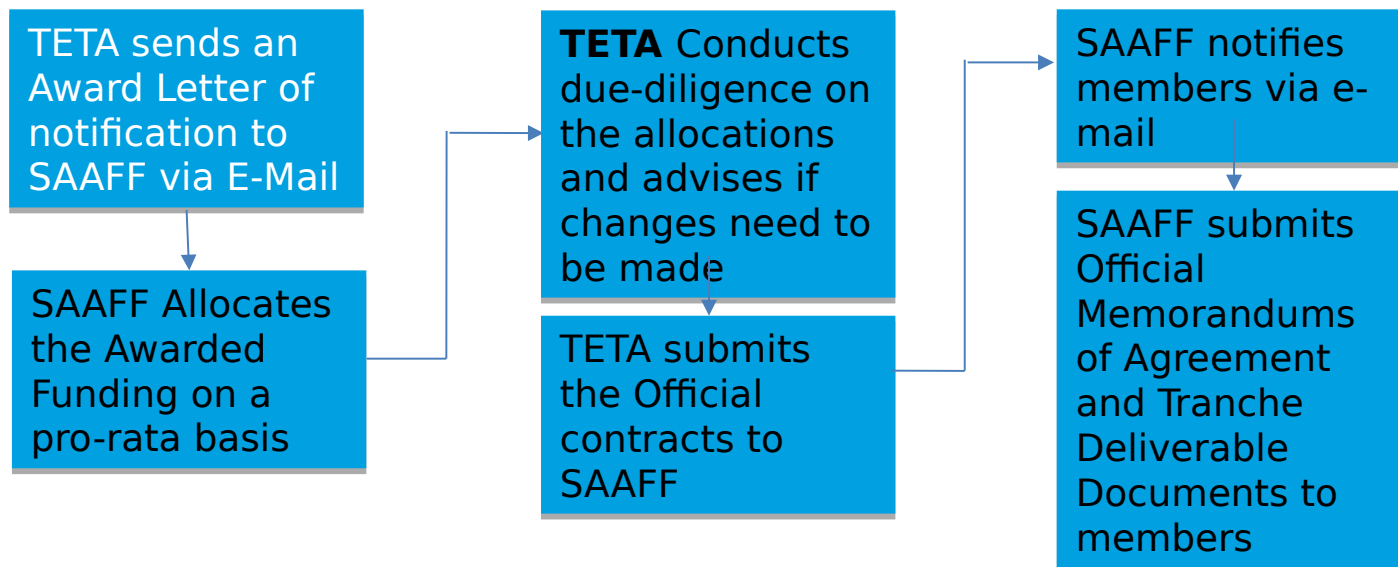 TETA sends an
Award Letter of
notification to
SAAFF via E-Mail
SAAFF Allocates
the Awarded
Funding on a
pro-rata basis
TETA Conducts
due-diligence on
the allocations
and advises if
changes need to
be made
TETA submits
the Official
contracts to
SAAFF
SAAFF notifies
members via e-
mail
SAAFF submits
Official
Memorandums
of Agreement
and Tranche
Deliverable
Documents to
members